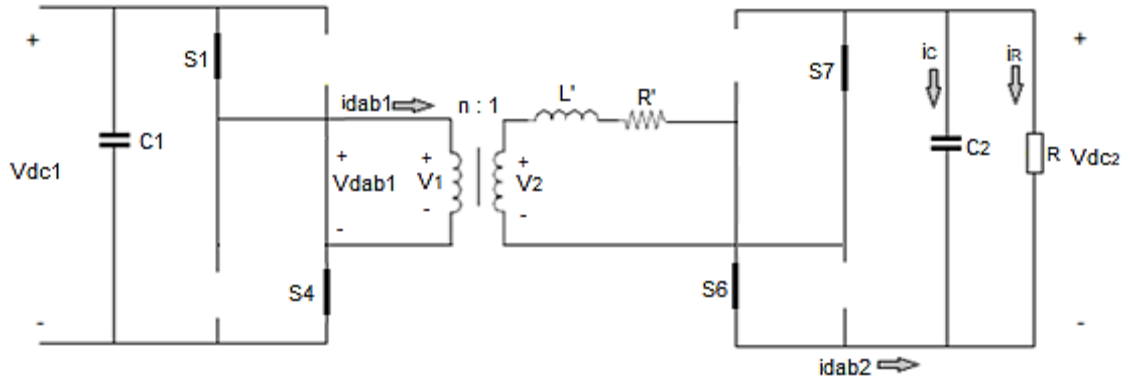 +
S1
S7
iC
iR
+
idab1
n : 1
L'
R'
C1
C2
R
Vdc1
Vdc2
+
Vdab1
-
+
V1
-
+
V2
-
S4
S6
-
-
idab2